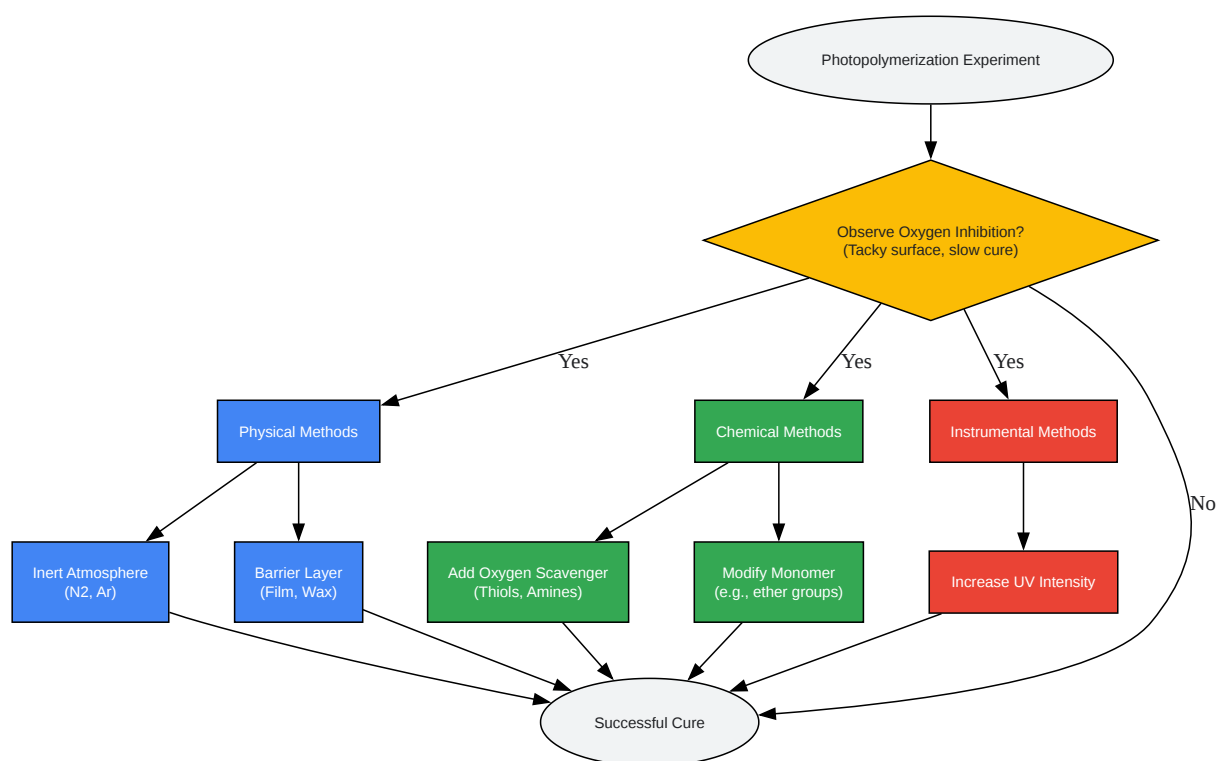 Photopolymerization Experiment
Observe Oxygen Inhibition?
(Tacky surface, slow cure)
Yes
Yes
Yes
Physical Methods
Chemical Methods
Instrumental Methods
No
Inert Atmosphere
(N2, Ar)
Barrier Layer
(Film, Wax)
Add Oxygen Scavenger
(Thiols, Amines)
Modify Monomer
(e.g., ether groups)
Increase UV Intensity
Successful Cure